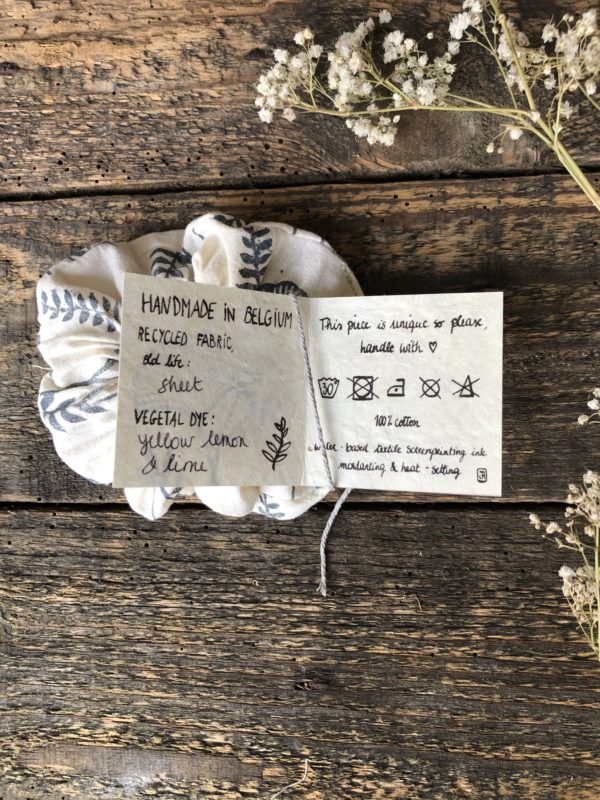 HANDMADE IN BELGIUM
RECYCLED FABRIC,
Old life:
sheet
VEGETAL DYE:
yellow lemon
& lime
This piece is unique so please,
handle with ♡
30
100% cotton
water-based textile screenprinting ink
mordanting & heat-setting